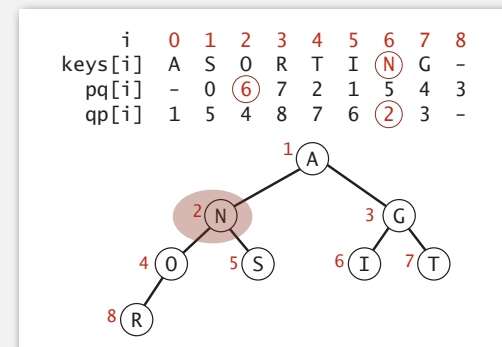 i 0 1 2 3 4 5 6 7 8
keys[i] A S O R T I N G -
pq[i] - 0 6 7 2 1 5 4 3
qp[i] 1 5 4 8 7 6 2 3 -
1 A
2 N 3 G
4 O 5 S 6 I 7 T
8 R